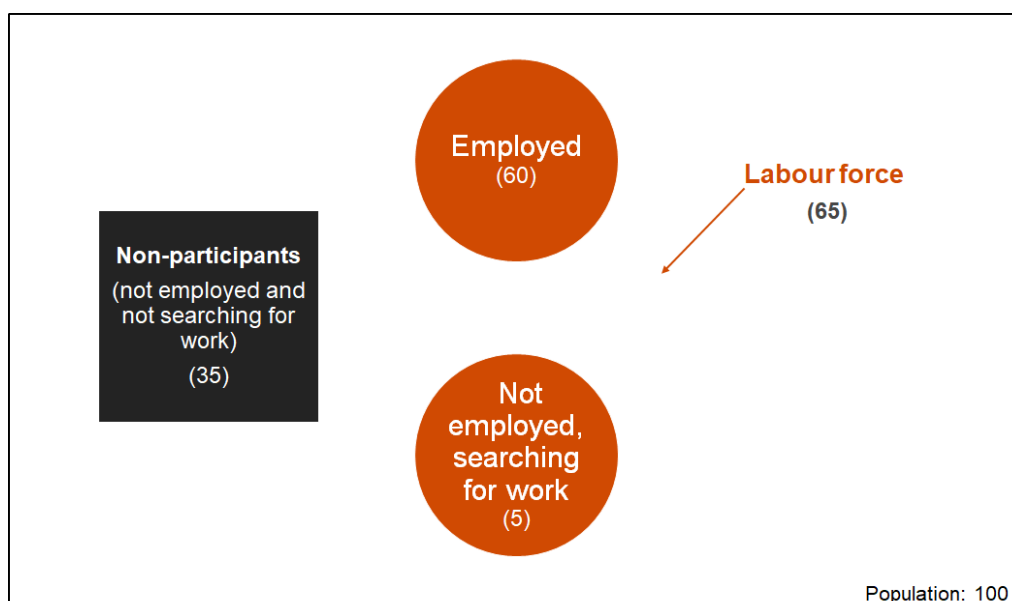 Employed
(60)
Labour force
(65)
Non-participants
(not employed and
not searching for
work)
(35)
Not
employed,
searching
for work
(5)
Population: 100